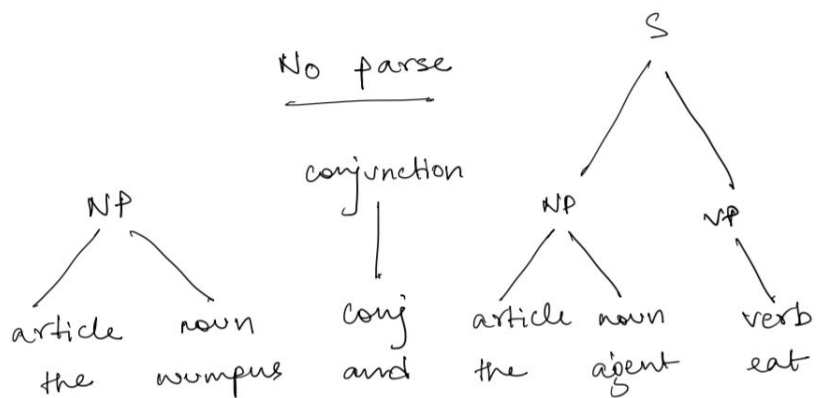 S
No parse
conjunction
NP NP VP
article noun conj article noun verb
the wumpus and the agent eat